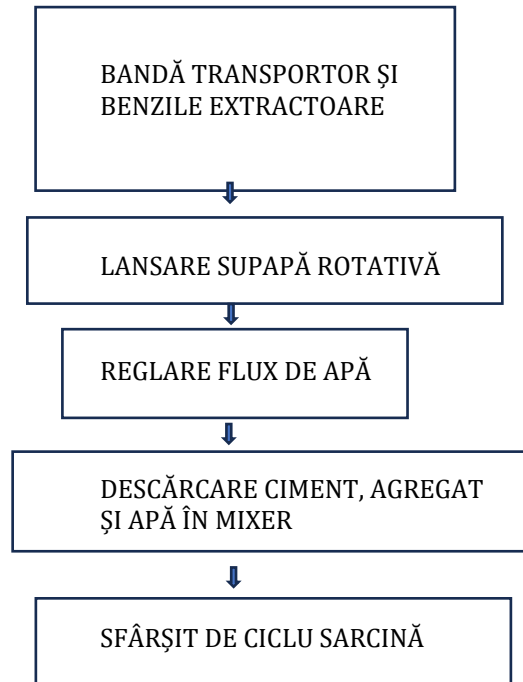 BANDĂ TRANSPORTOR ȘI
BENZILE EXTRACTOARE
LANSARE SUPAPĂ ROTATIVĂ
REGLARE FLUX DE APĂ
DESCĂRCARE CIMENT, AGREGAT
ȘI APĂ ÎN MIXER
SFÂRȘIT DE CICLU SARCINĂ